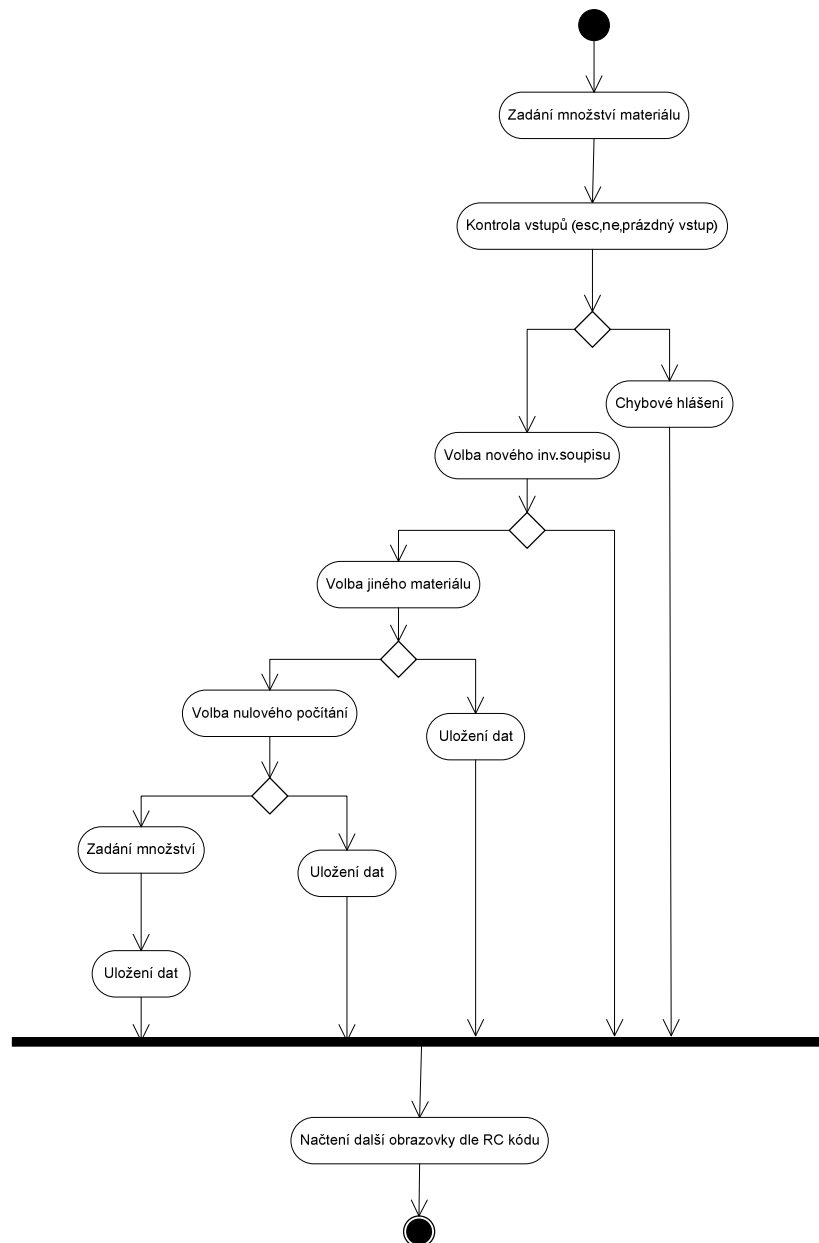 Zadání množství materiálu
Kontrola vstupů (esc,ne,prázdný vstup)
Chybové hlášení
Volba nového inv.soupisu
Volba jiného materiálu
Volba nulového počítání
Uložení dat
Zadání množství
Uložení dat
Uložení dat
Načtení další obrazovky dle RC kódu